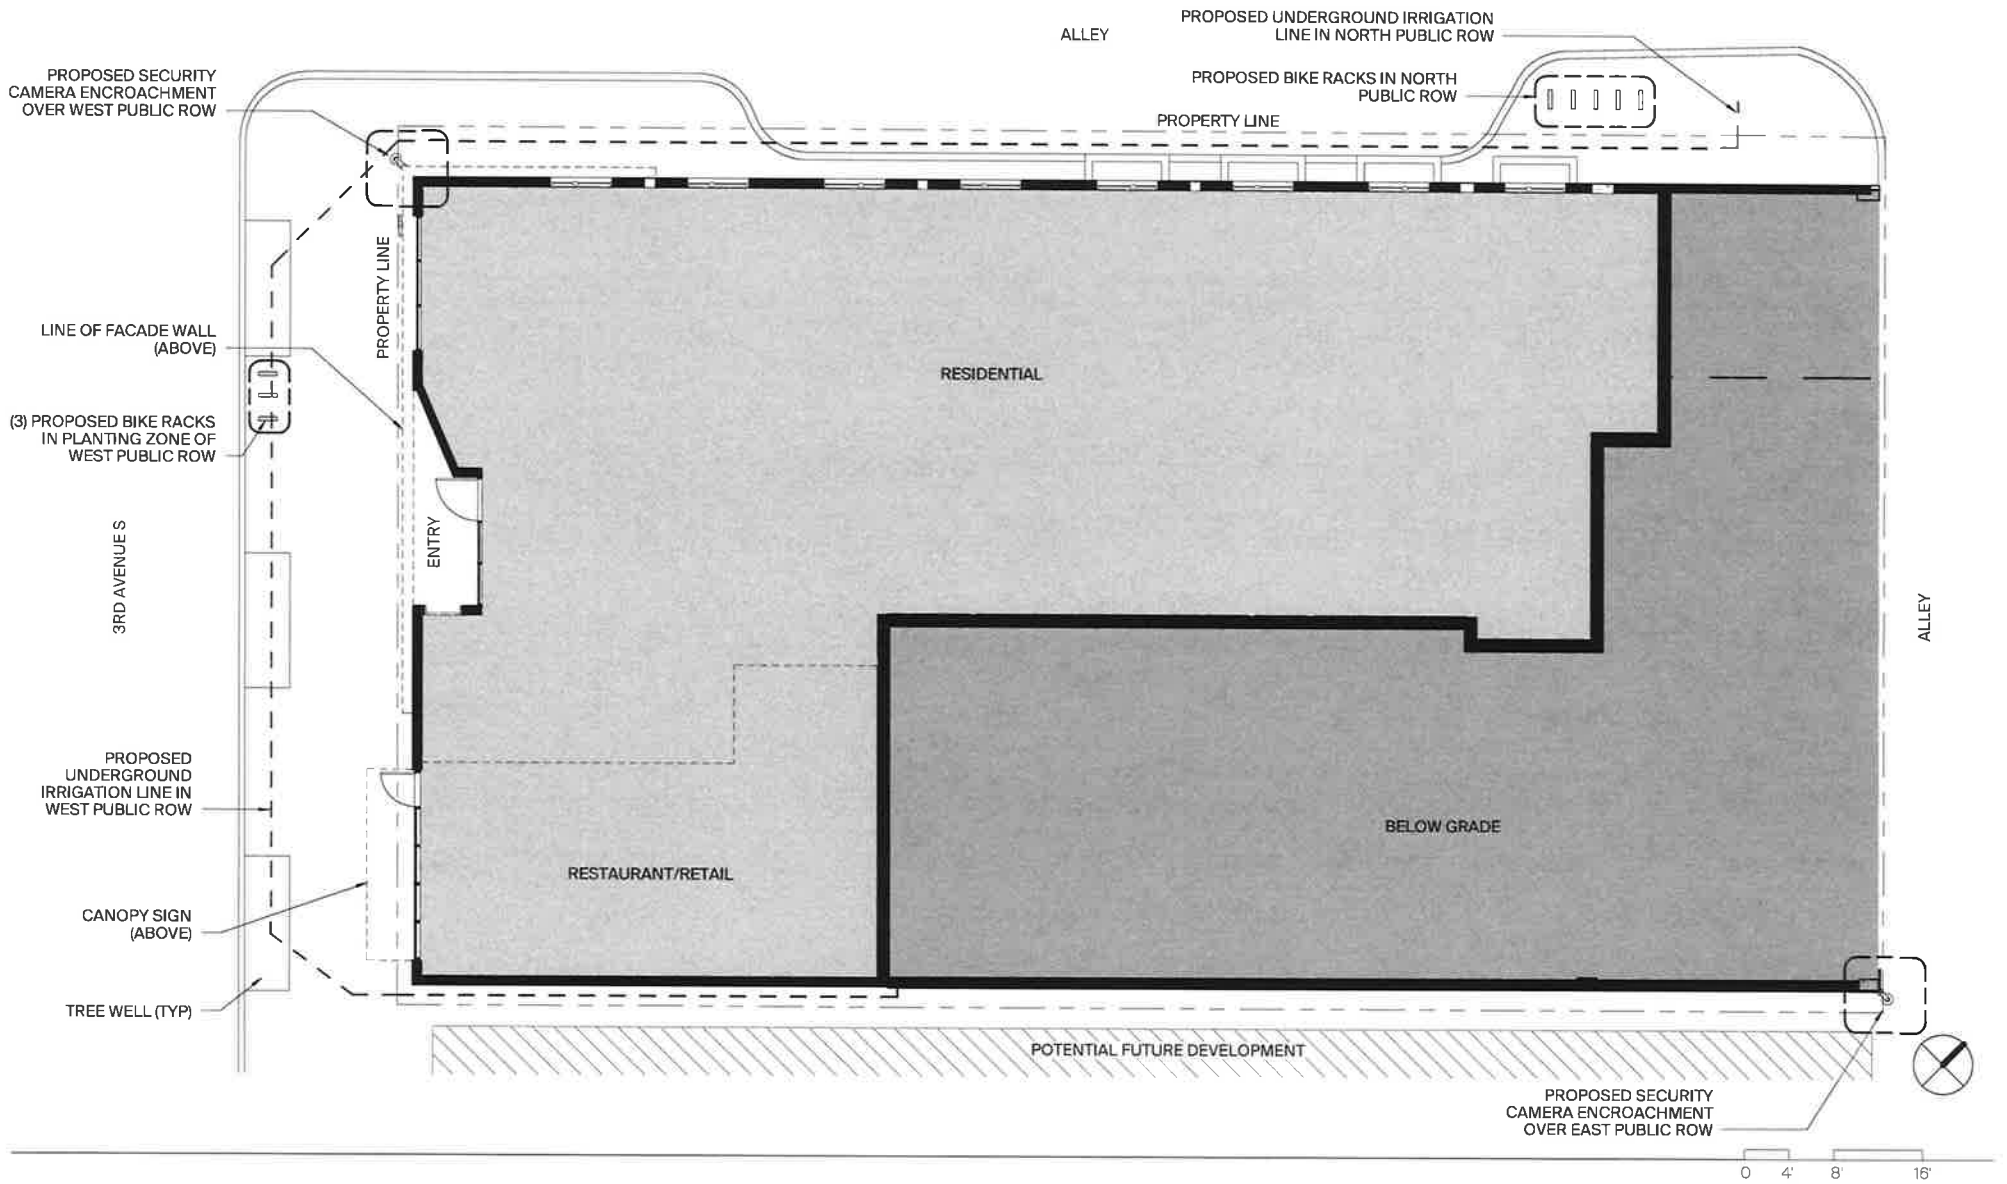 PROPOSED UNDERGROUND IRRIGATION
LINE IN NORTH PUBLIC ROW
ALLEY
PROPOSED SECURITY
CAMERA ENCROACHMENT
OVER WEST PUBLIC ROW
PROPOSED BIKE RACKS IN NORTH
PUBLIC ROW
PROPERTY LINE
PROPERTY LINE
LINE OF FACADE WALL
(ABOVE)
RESIDENTIAL
(3) PROPOSED BIKE RACKS
IN PLANTING ZONE OF
WEST PUBLIC ROW
ENTRY
3RD AVENUE S
ALLEY
PROPOSED
UNDERGROUND
IRRIGATION LINE IN
WEST PUBLIC ROW
BELOW GRADE
RESTAURANT/RETAIL
CANOPY SIGN
(ABOVE)
TREE WELL (TYP)
POTENTIAL FUTURE DEVELOPMENT
PROPOSED SECURITY
CAMERA ENCROACHMENT
OVER EAST PUBLIC ROW
0 4' 8' 16'